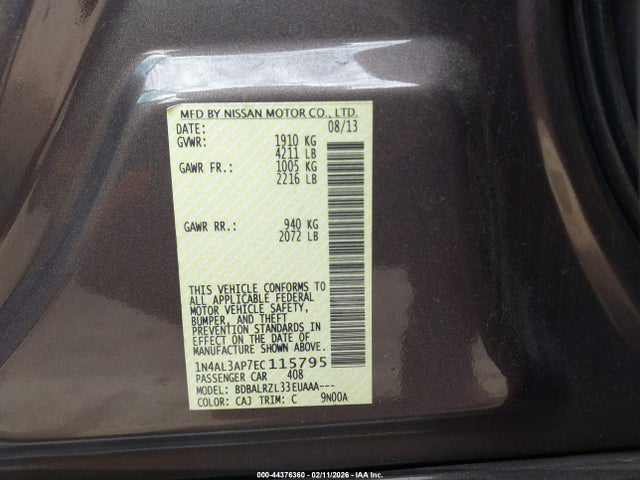 MFD BY NISSAN MOTOR CO., LTD.
DATE: 08/13
GVWR: 1910 KG
4211 LB
GAWR FR.: 1005 KG
2216 LB
GAWR RR.: 940 KG
2072 LB
THIS VEHICLE CONFORMS TO
ALL APPLICABLE FEDERAL
MOTOR VEHICLE SAFETY,
BUMPER, AND THEFT
PREVENTION STANDARDS IN
EFFECT ON THE DATE OF
MANUFACTURE SHOWN ABOVE.
1N4AL3AP7EC115795
PASSENGER CAR 408
MODEL: BDBALRZL33EUAAA---
COLOR: CAJ TRIM: C 9N00A
000-44376360 - 02/11/2026 - IAA Inc.